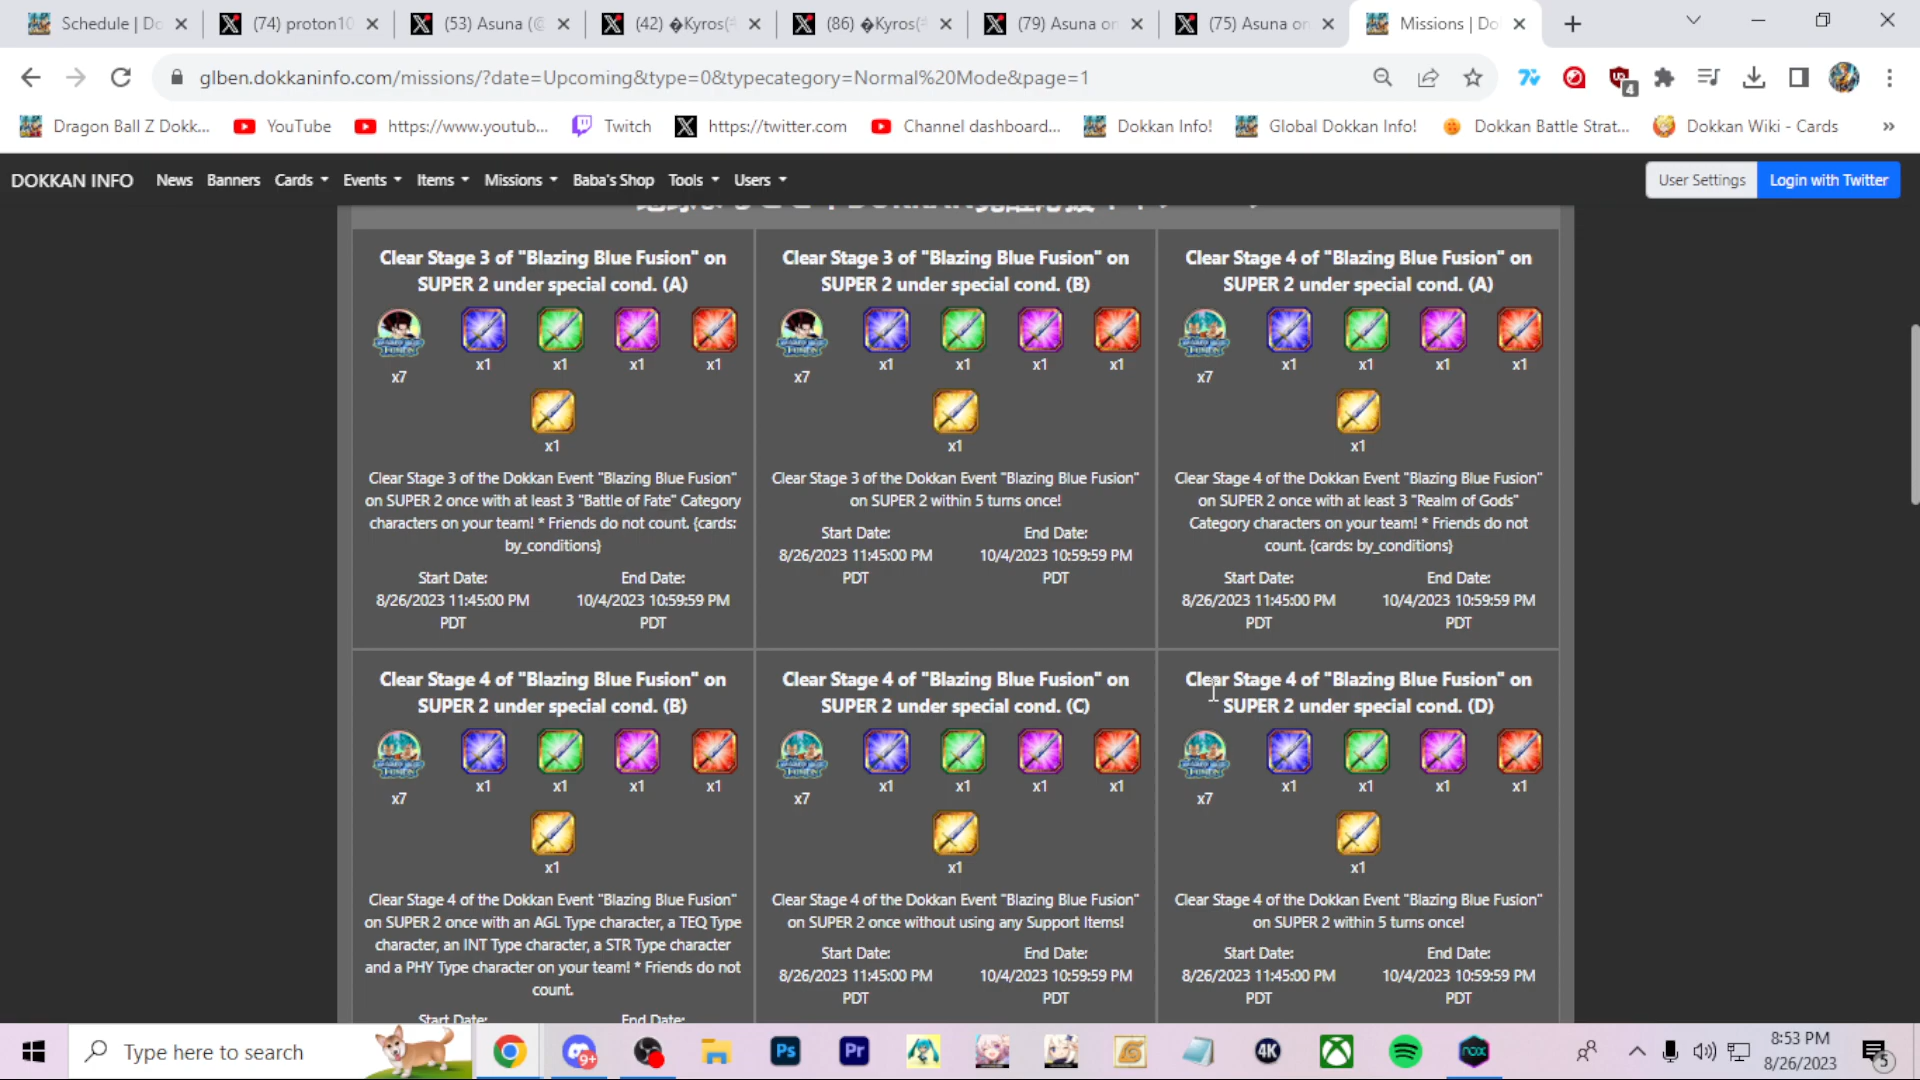 Schedule | Do
(74) proton10
(53) Asuna (@
(42) �Kyros(
(86) �Kyros(
(79) Asuna on
(75) Asuna on
Missions | Do
glben.dokkaninfo.com/missions/?date=Upcoming&type=0&typecategory=Normal%20Mode&page=1
4
Dragon Ball Z Dokk...
YouTube
https://www.youtub...
Twitch
https://twitter.com
Channel dashboard...
Dokkan Info!
Global Dokkan Info!
Dokkan Battle Strat...
Dokkan Wiki - Cards
»
DOKKAN INFO News Banners Cards Events Items Missions Baba's Shop Tools Users
User Settings
Login with Twitter
Clear Stage 3 of "Blazing Blue Fusion" on
SUPER 2 under special cond. (A)
x7
x1
x1
x1
x1
x1
Clear Stage 3 of the Dokkan Event "Blazing Blue Fusion"
on SUPER 2 once with at least 3 "Battle of Fate" Category
characters on your team! * Friends do not count. {cards:
by_conditions}
Start Date:
8/26/2023 11:45:00 PM
PDT
End Date:
10/4/2023 10:59:59 PM
PDT
Clear Stage 3 of "Blazing Blue Fusion" on
SUPER 2 under special cond. (B)
x7
x1
x1
x1
x1
x1
Clear Stage 3 of the Dokkan Event "Blazing Blue Fusion"
on SUPER 2 within 5 turns once!
Start Date:
8/26/2023 11:45:00 PM
PDT
End Date:
10/4/2023 10:59:59 PM
PDT
Clear Stage 4 of "Blazing Blue Fusion" on
SUPER 2 under special cond. (A)
x7
x1
x1
x1
x1
x1
Clear Stage 4 of the Dokkan Event "Blazing Blue Fusion"
on SUPER 2 once with at least 3 "Realm of Gods"
Category characters on your team! * Friends do not
count. {cards: by_conditions}
Start Date:
8/26/2023 11:45:00 PM
PDT
End Date:
10/4/2023 10:59:59 PM
PDT
Clear Stage 4 of "Blazing Blue Fusion" on
SUPER 2 under special cond. (B)
x7
x1
x1
x1
x1
x1
Clear Stage 4 of the Dokkan Event "Blazing Blue Fusion"
on SUPER 2 once with an AGL Type character, a TEQ Type
character, an INT Type character, a STR Type character
and a PHY Type character on your team! * Friends do not
count.
Start Date:
End Date:
Clear Stage 4 of "Blazing Blue Fusion" on
SUPER 2 under special cond. (C)
x7
x1
x1
x1
x1
x1
Clear Stage 4 of the Dokkan Event "Blazing Blue Fusion"
on SUPER 2 once without using any Support Items!
Start Date:
8/26/2023 11:45:00 PM
PDT
End Date:
10/4/2023 10:59:59 PM
PDT
Clear Stage 4 of "Blazing Blue Fusion" on
SUPER 2 under special cond. (D)
x7
x1
x1
x1
x1
x1
Clear Stage 4 of the Dokkan Event "Blazing Blue Fusion"
on SUPER 2 within 5 turns once!
Start Date:
8/26/2023 11:45:00 PM
PDT
End Date:
10/4/2023 10:59:59 PM
PDT
Type here to search
9+
Ps
Pr
4K
nox
8:53 PM
8/26/2023
5